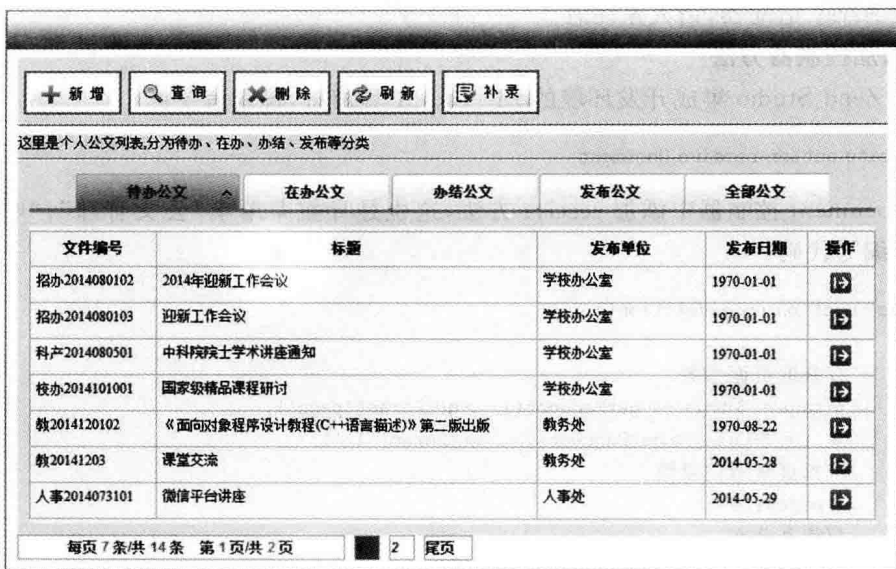 新增 查询 删除 刷新 补录
这里是个人公文列表,分为待办、在办、办结、发布等分类
待办公文 在办公文 办结公文 发布公文 全部公文
文件编号 标题 发布单位 发布日期 操作
招办2014080102 2014年迎新工作会议 学校办公室 1970-01-01
招办2014080103 迎新工作会议 学校办公室 1970-01-01
科产2014080501 中科院院士学术讲座通知 学校办公室 1970-01-01
校办2014101001 国家级精品课程研讨 学校办公室 1970-01-01
教2014120102 《面向对象程序设计教程(C++语言描述)》第二版出版 教务处 1970-08-22
教20141203 课堂交流 教务处 2014-05-28
人事2014073101 微信平台讲座 人事处 2014-05-29
每页 7 条/共 14 条 第 1 页/共 2 页 2 尾页